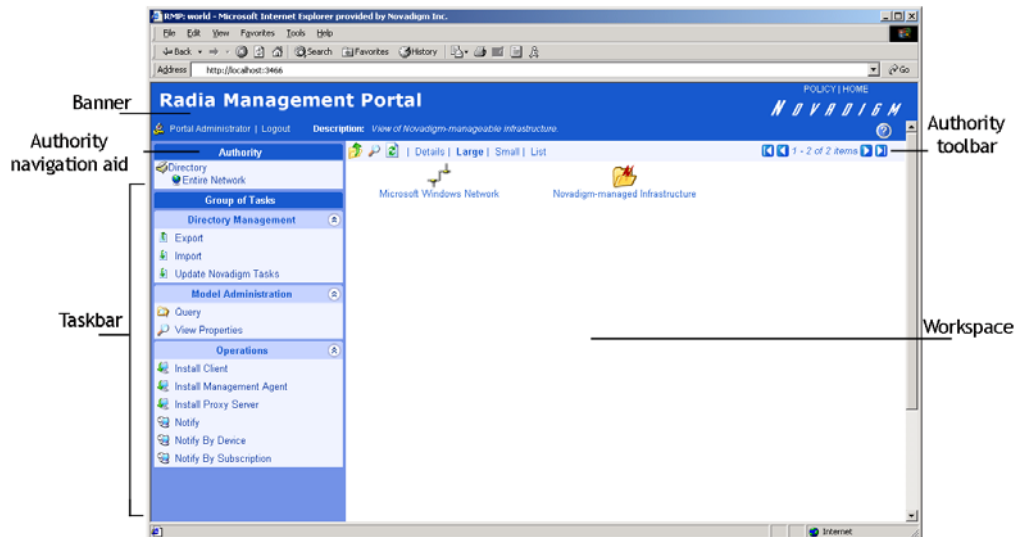 RMP: world - Microsoft Internet Explorer provided by Novadigm Inc.
File Edit View Favorites Tools Help
Back Search Favorites History
Address http://localhost:3466 Go
Radia Management Portal
POLICY | HOME
NOVADIGM
Portal Administrator | Logout Description: View of Novadigm-manageable infrastructure.
Banner
Authority navigation aid
Authority toolbar
Taskbar
Workspace
Authority
Directory
Entire Network
| Details | Large | Small | List
1 - 2 of 2 items
Microsoft Windows Network
Novadigm-managed Infrastructure
Group of Tasks
Directory Management
Export
Import
Update Novadigm Tasks
Model Administration
Query
View Properties
Operations
Install Client
Install Management Agent
Install Proxy Server
Notify
Notify By Device
Notify By Subscription
Internet